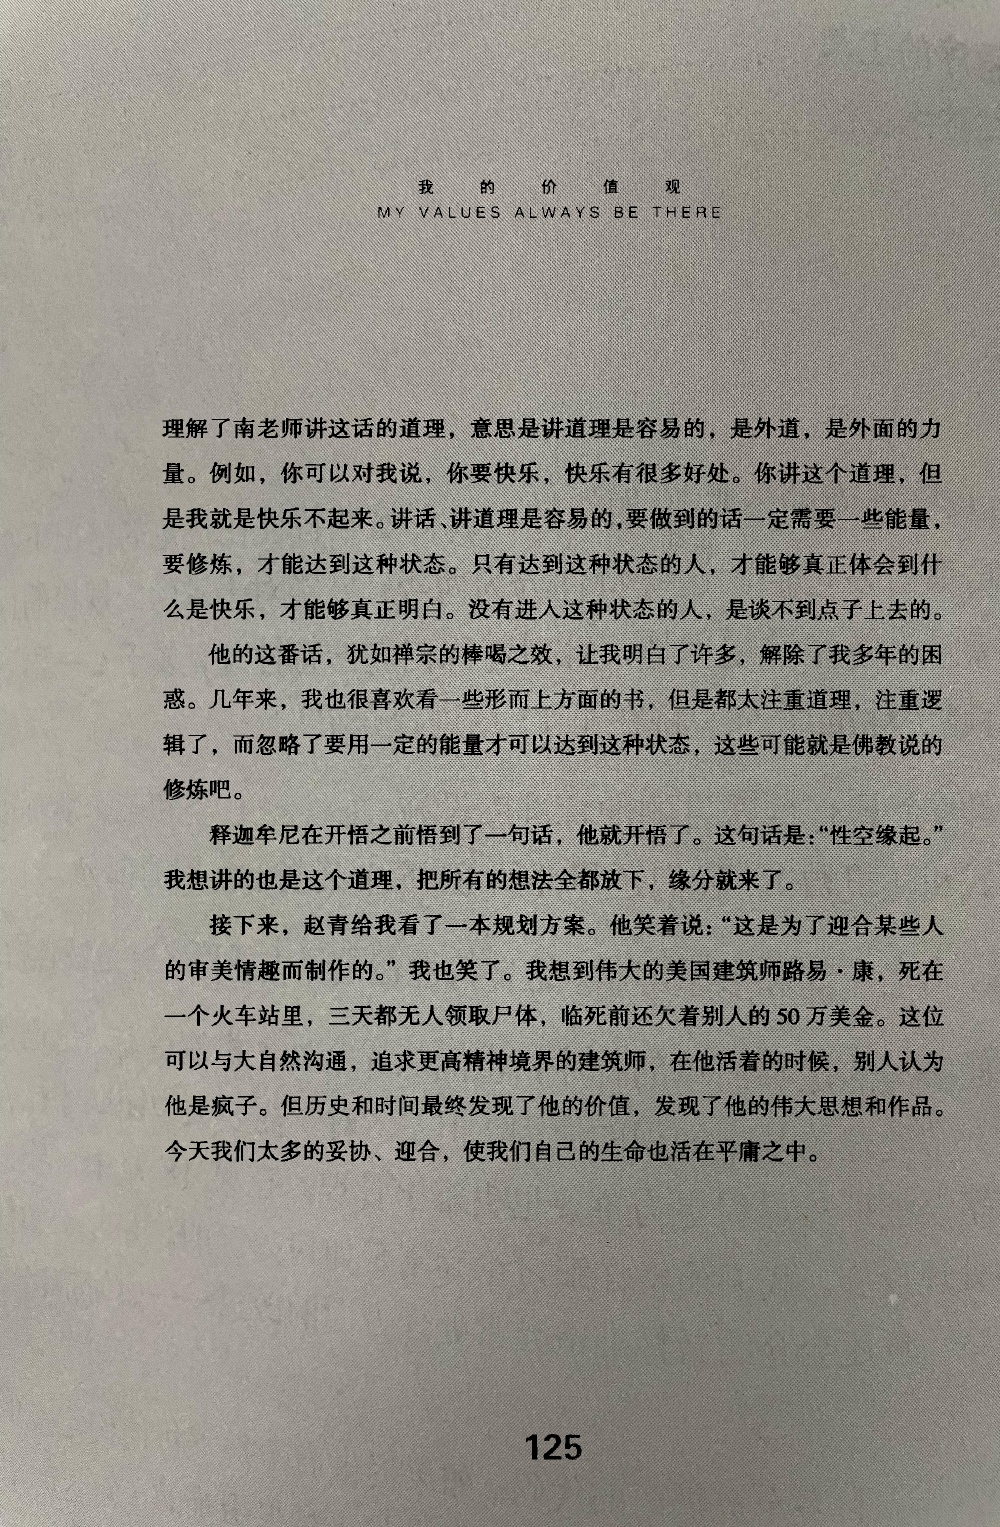 我的价值观
MY VALUES ALWAYS BE THERE
理解了南老师讲这话的道理，意思是讲道理是容易的，是外道，是外面的力
量。例如，你可以对我说，你要快乐，快乐有很多好处。你讲这个道理，但
是我就是快乐不起来。讲话、讲道理是容易的，要做到的话一定需要一些能量，
要修炼，才能达到这种状态。只有达到这种状态的人，才能够真正体会到什
么是快乐，才能够真正明白。没有进入这种状态的人，是谈不到点子上去的。
他的这番话，犹如禅宗的棒喝之效，让我明白了许多，解除了我多年的困
惑。几年来，我也很喜欢看一些形而上方面的书，但是都太注重道理，注重逻
辑了，而忽略了要用一定的能量才可以达到这种状态，这些可能就是佛教说的
修炼吧。
释迦牟尼在开悟之前悟到了一句话，他就开悟了。这句话是：“性空缘起。”
我想讲的也是这个道理，把所有的想法全都放下，缘分就来了。
接下来，赵青给我看了一本规划方案。他笑着说：“这是为了迎合某些人
的审美情趣而制作的。”我也笑了。我想到伟大的美国建筑师路易·康，死在
一个火车站里，三天都无人领取尸体，临死前还欠着别人的50万美金。这位
可以与大自然沟通，追求更高精神境界的建筑师，在他活着的时候，别人认为
他是疯子。但历史和时间最终发现了他的价值，发现了他的伟大思想和作品。
今天我们太多的妥协、迎合，使我们自己的生命也活在平庸之中。
125